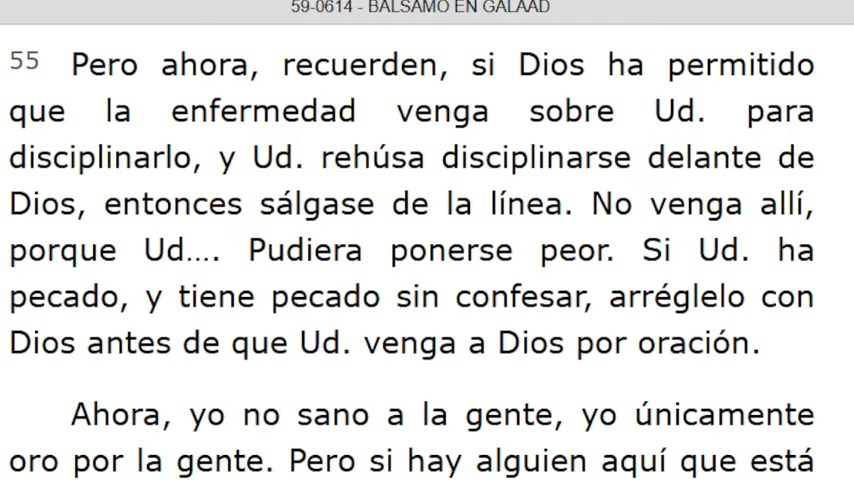 59-0614 - BALSAMO EN GALAAD
55 Pero ahora, recuerden, si Dios ha permitido
que la enfermedad venga sobre Ud. para
disciplinarlo, y Ud. rehúsa disciplinarse delante de
Dios, entonces sálgase de la línea. No venga allí,
porque Ud.... Pudiera ponerse peor. Si Ud. ha
pecado, y tiene pecado sin confesar, arréglelo con
Dios antes de que Ud. venga a Dios por oración.
Ahora, yo no sano a la gente, yo únicamente
oro por la gente. Pero si hay alguien aquí que está